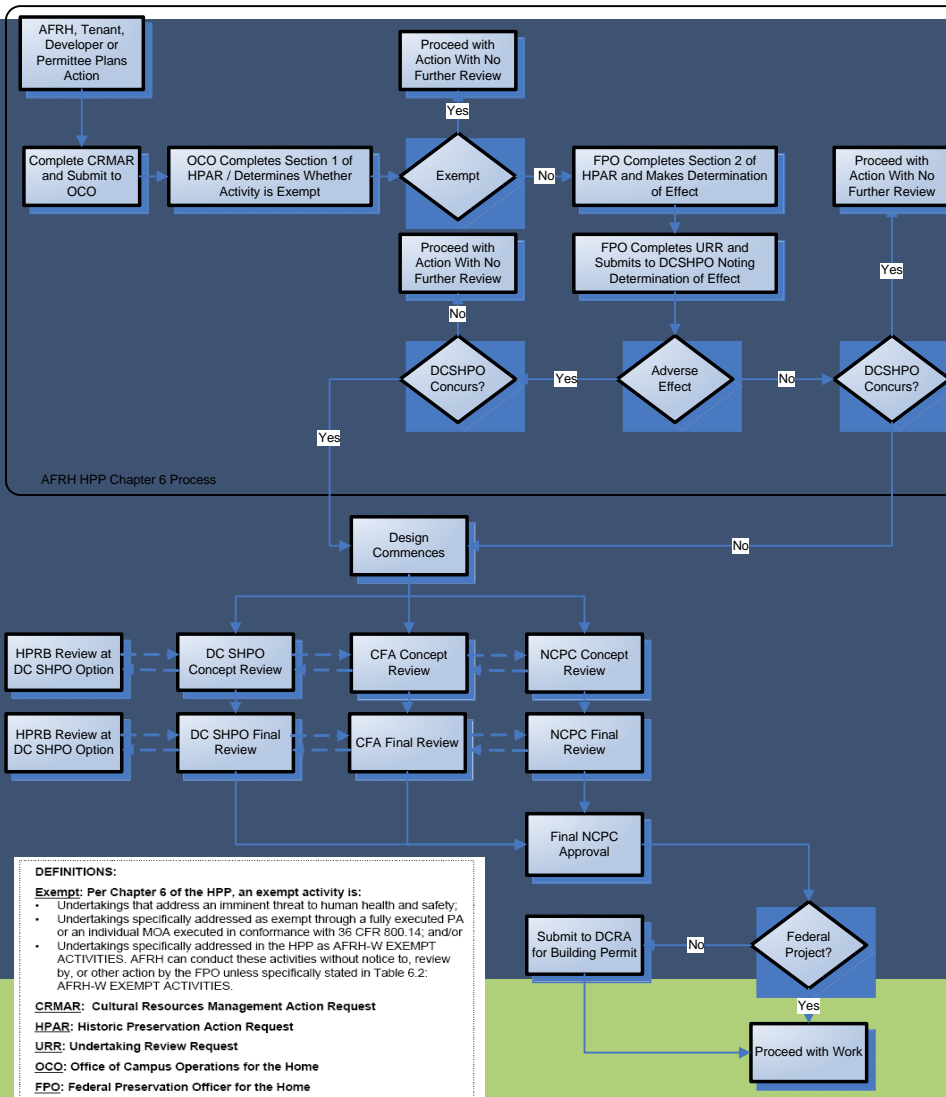 AFRH, Tenant,
Developer or
Permittee Plans
Action
Proceed with
Action With No
Further Review
Yes
Complete CRMAR
and Submit to
OCO
OCO Completes Section 1 of
HPAR / Determines Whether
Activity is Exempt
Exempt
No
FPO Completes Section 2 of
HPAR and Makes Determination
of Effect
Proceed with
Action With No
Further Review
Proceed with
Action With No
Further Review
FPO Completes URR and
Submits to DCSHPO Noting
Determination of Effect
Yes
No
DCSHPO
Concurs?
Yes
Adverse
Effect
No
DCSHPO
Concurs?
Yes
AFRH HPP Chapter 6 Process
Design
Commences
No
HPRB Review at
DC SHPO Option
DC SHPO
Concept Review
CFA Concept
Review
NCPC Concept
Review
HPRB Review at
DC SHPO Option
DC SHPO Final
Review
CFA Final Review
NCPC Final
Review
Final NCPC
Approval
DEFINITIONS:
Exempt: Per Chapter 6 of the HPP, an exempt activity is:
• Undertakings that address an imminent threat to human health and safety;
• Undertakings specifically addressed as exempt through a fully executed PA
or an individual MOA executed in conformance with 36 CFR 800.14; and/or
• Undertakings specifically addressed in the HPP as AFRH-W EXEMPT
ACTIVITIES. AFRH can conduct these activities without notice to, review
by, or other action by the FPO unless specifically stated in Table 6.2:
AFRH-W EXEMPT ACTIVITIES.
CRMAR: Cultural Resources Management Action Request
HPAR: Historic Preservation Action Request
URR: Undertaking Review Request
OCO: Office of Campus Operations for the Home
FPO: Federal Preservation Officer for the Home
Submit to DCRA
for Building Permit
No
Federal
Project?
Yes
Proceed with Work